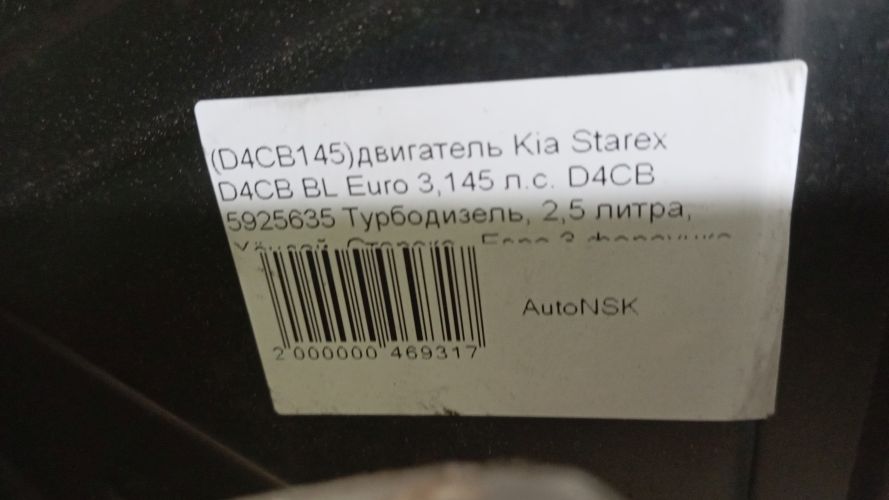 (D4CB145)двигатель Kia Starex
D4CB BL Euro 3,145 л.с. D4CB
5925635 Турбодизель, 2,5 литра,
AutoNSK
2 000000 469317